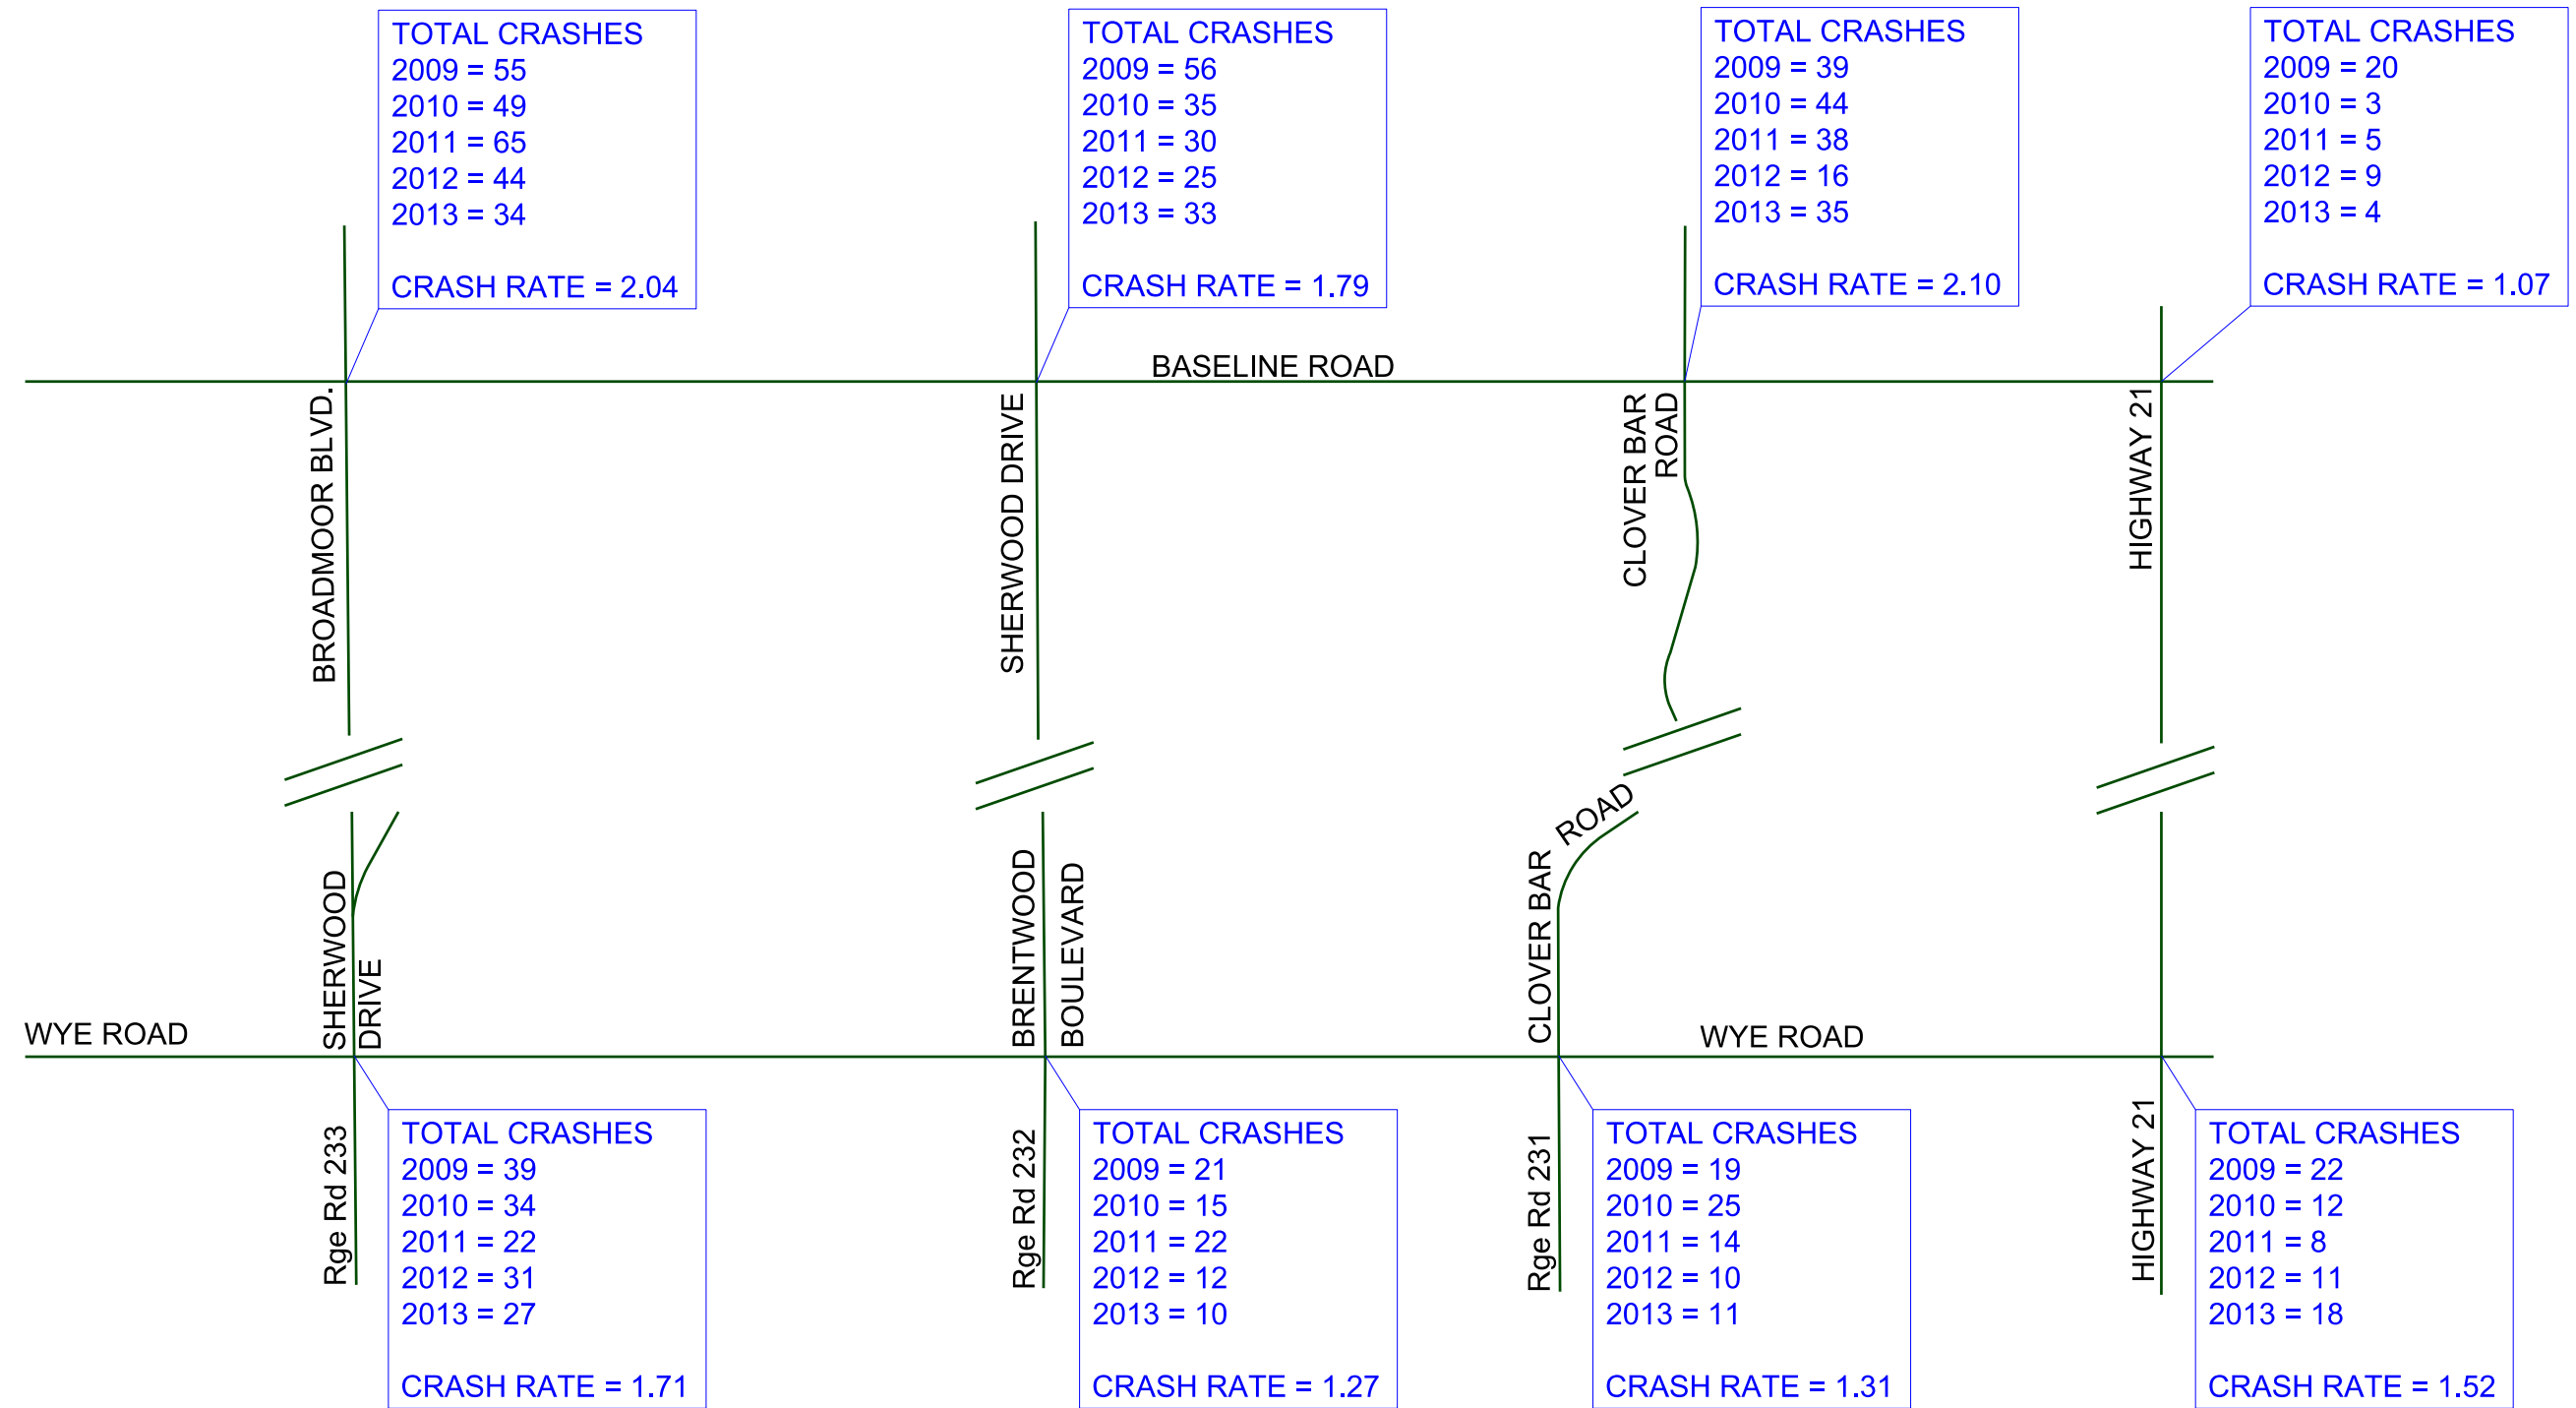 TOTAL CRASHES
2009 = 55
2010 = 49
2011 = 65
2012 = 44
2013 = 34
CRASH RATE = 2.04
TOTAL CRASHES
2009 = 56
2010 = 35
2011 = 30
2012 = 25
2013 = 33
CRASH RATE = 1.79
TOTAL CRASHES
2009 = 39
2010 = 44
2011 = 38
2012 = 16
2013 = 35
CRASH RATE = 2.10
TOTAL CRASHES
2009 = 20
2010 = 3
2011 = 5
2012 = 9
2013 = 4
CRASH RATE = 1.07
BASELINE ROAD
BROADMOOR BLVD.
SHERWOOD DRIVE
CLOVER BAR
ROAD
HIGHWAY 21
SHERWOOD
DRIVE
BRENTWOOD
BOULEVARD
CLOVER BAR ROAD
WYE ROAD
WYE ROAD
Rge Rd 233
Rge Rd 232
Rge Rd 231
HIGHWAY 21
TOTAL CRASHES
2009 = 39
2010 = 34
2011 = 22
2012 = 31
2013 = 27
CRASH RATE = 1.71
TOTAL CRASHES
2009 = 21
2010 = 15
2011 = 22
2012 = 12
2013 = 10
CRASH RATE = 1.27
TOTAL CRASHES
2009 = 19
2010 = 25
2011 = 14
2012 = 10
2013 = 11
CRASH RATE = 1.31
TOTAL CRASHES
2009 = 22
2010 = 12
2011 = 8
2012 = 11
2013 = 18
CRASH RATE = 1.52